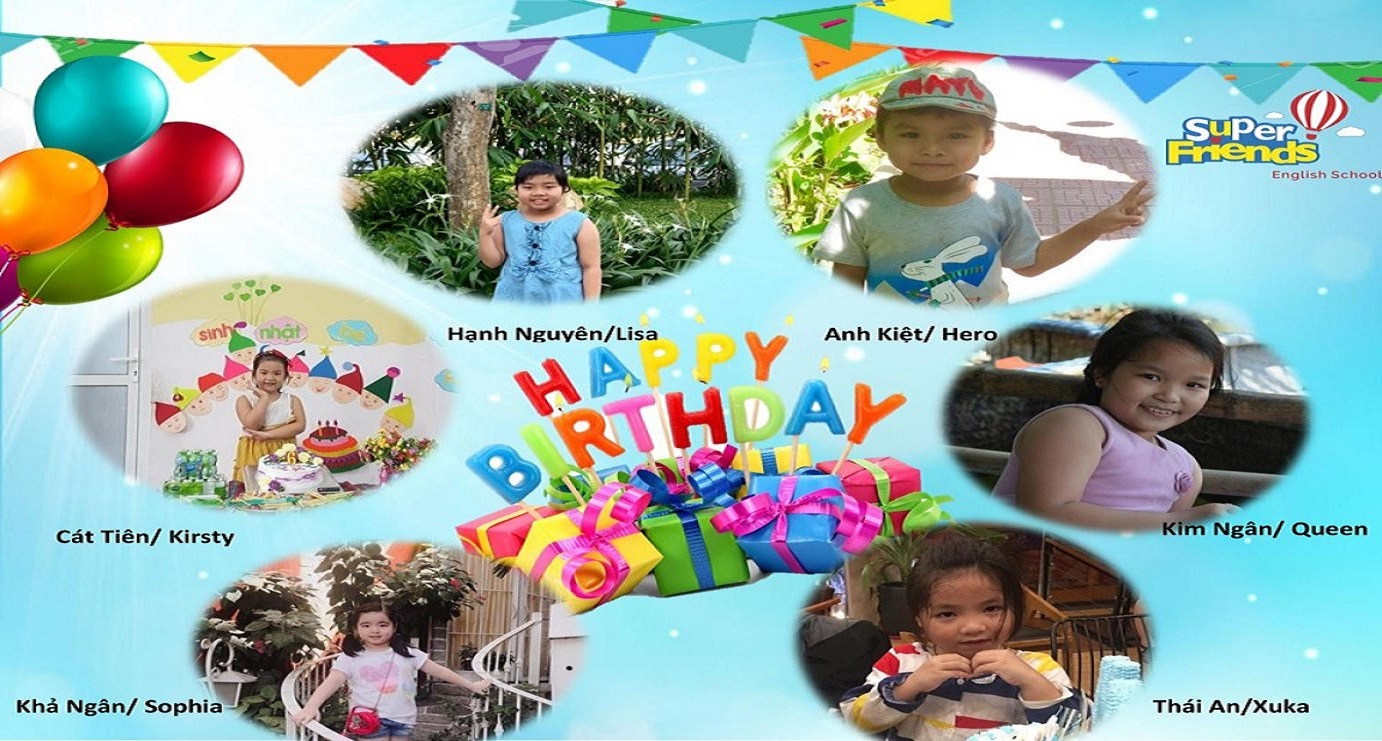 SuPer
Friends
English School
MAYU
Hạnh Nguyên/Lisa
Anh Kiệt/ Hero
sinh nhật
HAPPY
BIRTHDAY
Cát Tiên/ Kirsty
Kim Ngân/ Queen
Khả Ngân/ Sophia
Thái An/Xuka